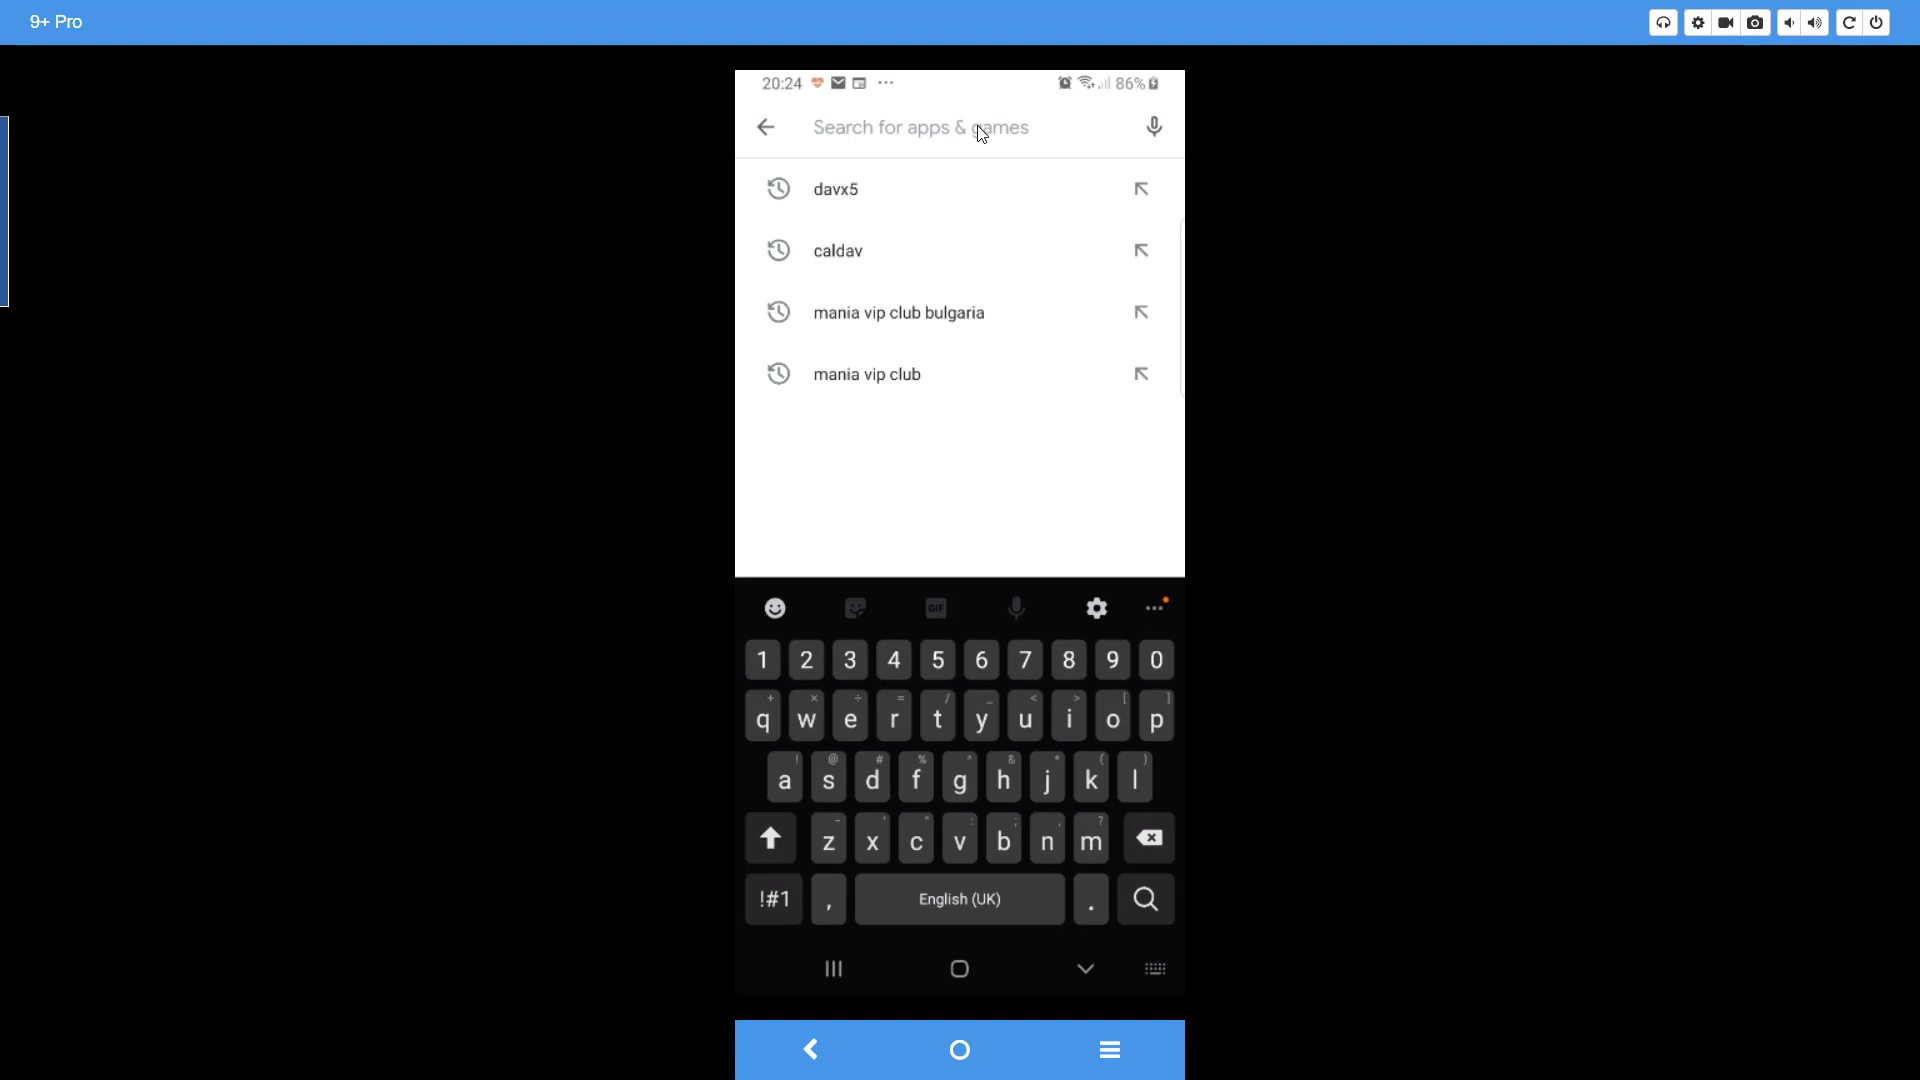 9+ Pro
20:24 86%
Search for apps & games
davx5
caldav
mania vip club bulgaria
mania vip club
GIF
1 2 3 4 5 6 7 8 9 0
+ × ÷ = / _ < > [ ]
q w e r t y u i o p
! @ # % ^ & * ( )
a s d f g h j k l
- ' " : ; , ?
z x c v b n m
!#1 , English (UK) .